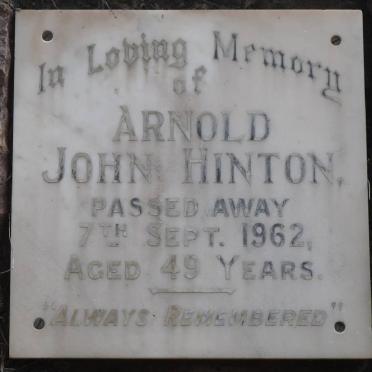 In Loving Memory
of
ARNOLD
JOHN HINTON,
PASSED AWAY
7TH SEPT. 1962,
AGED 49 YEARS.
"ALWAYS REMEMBERED"